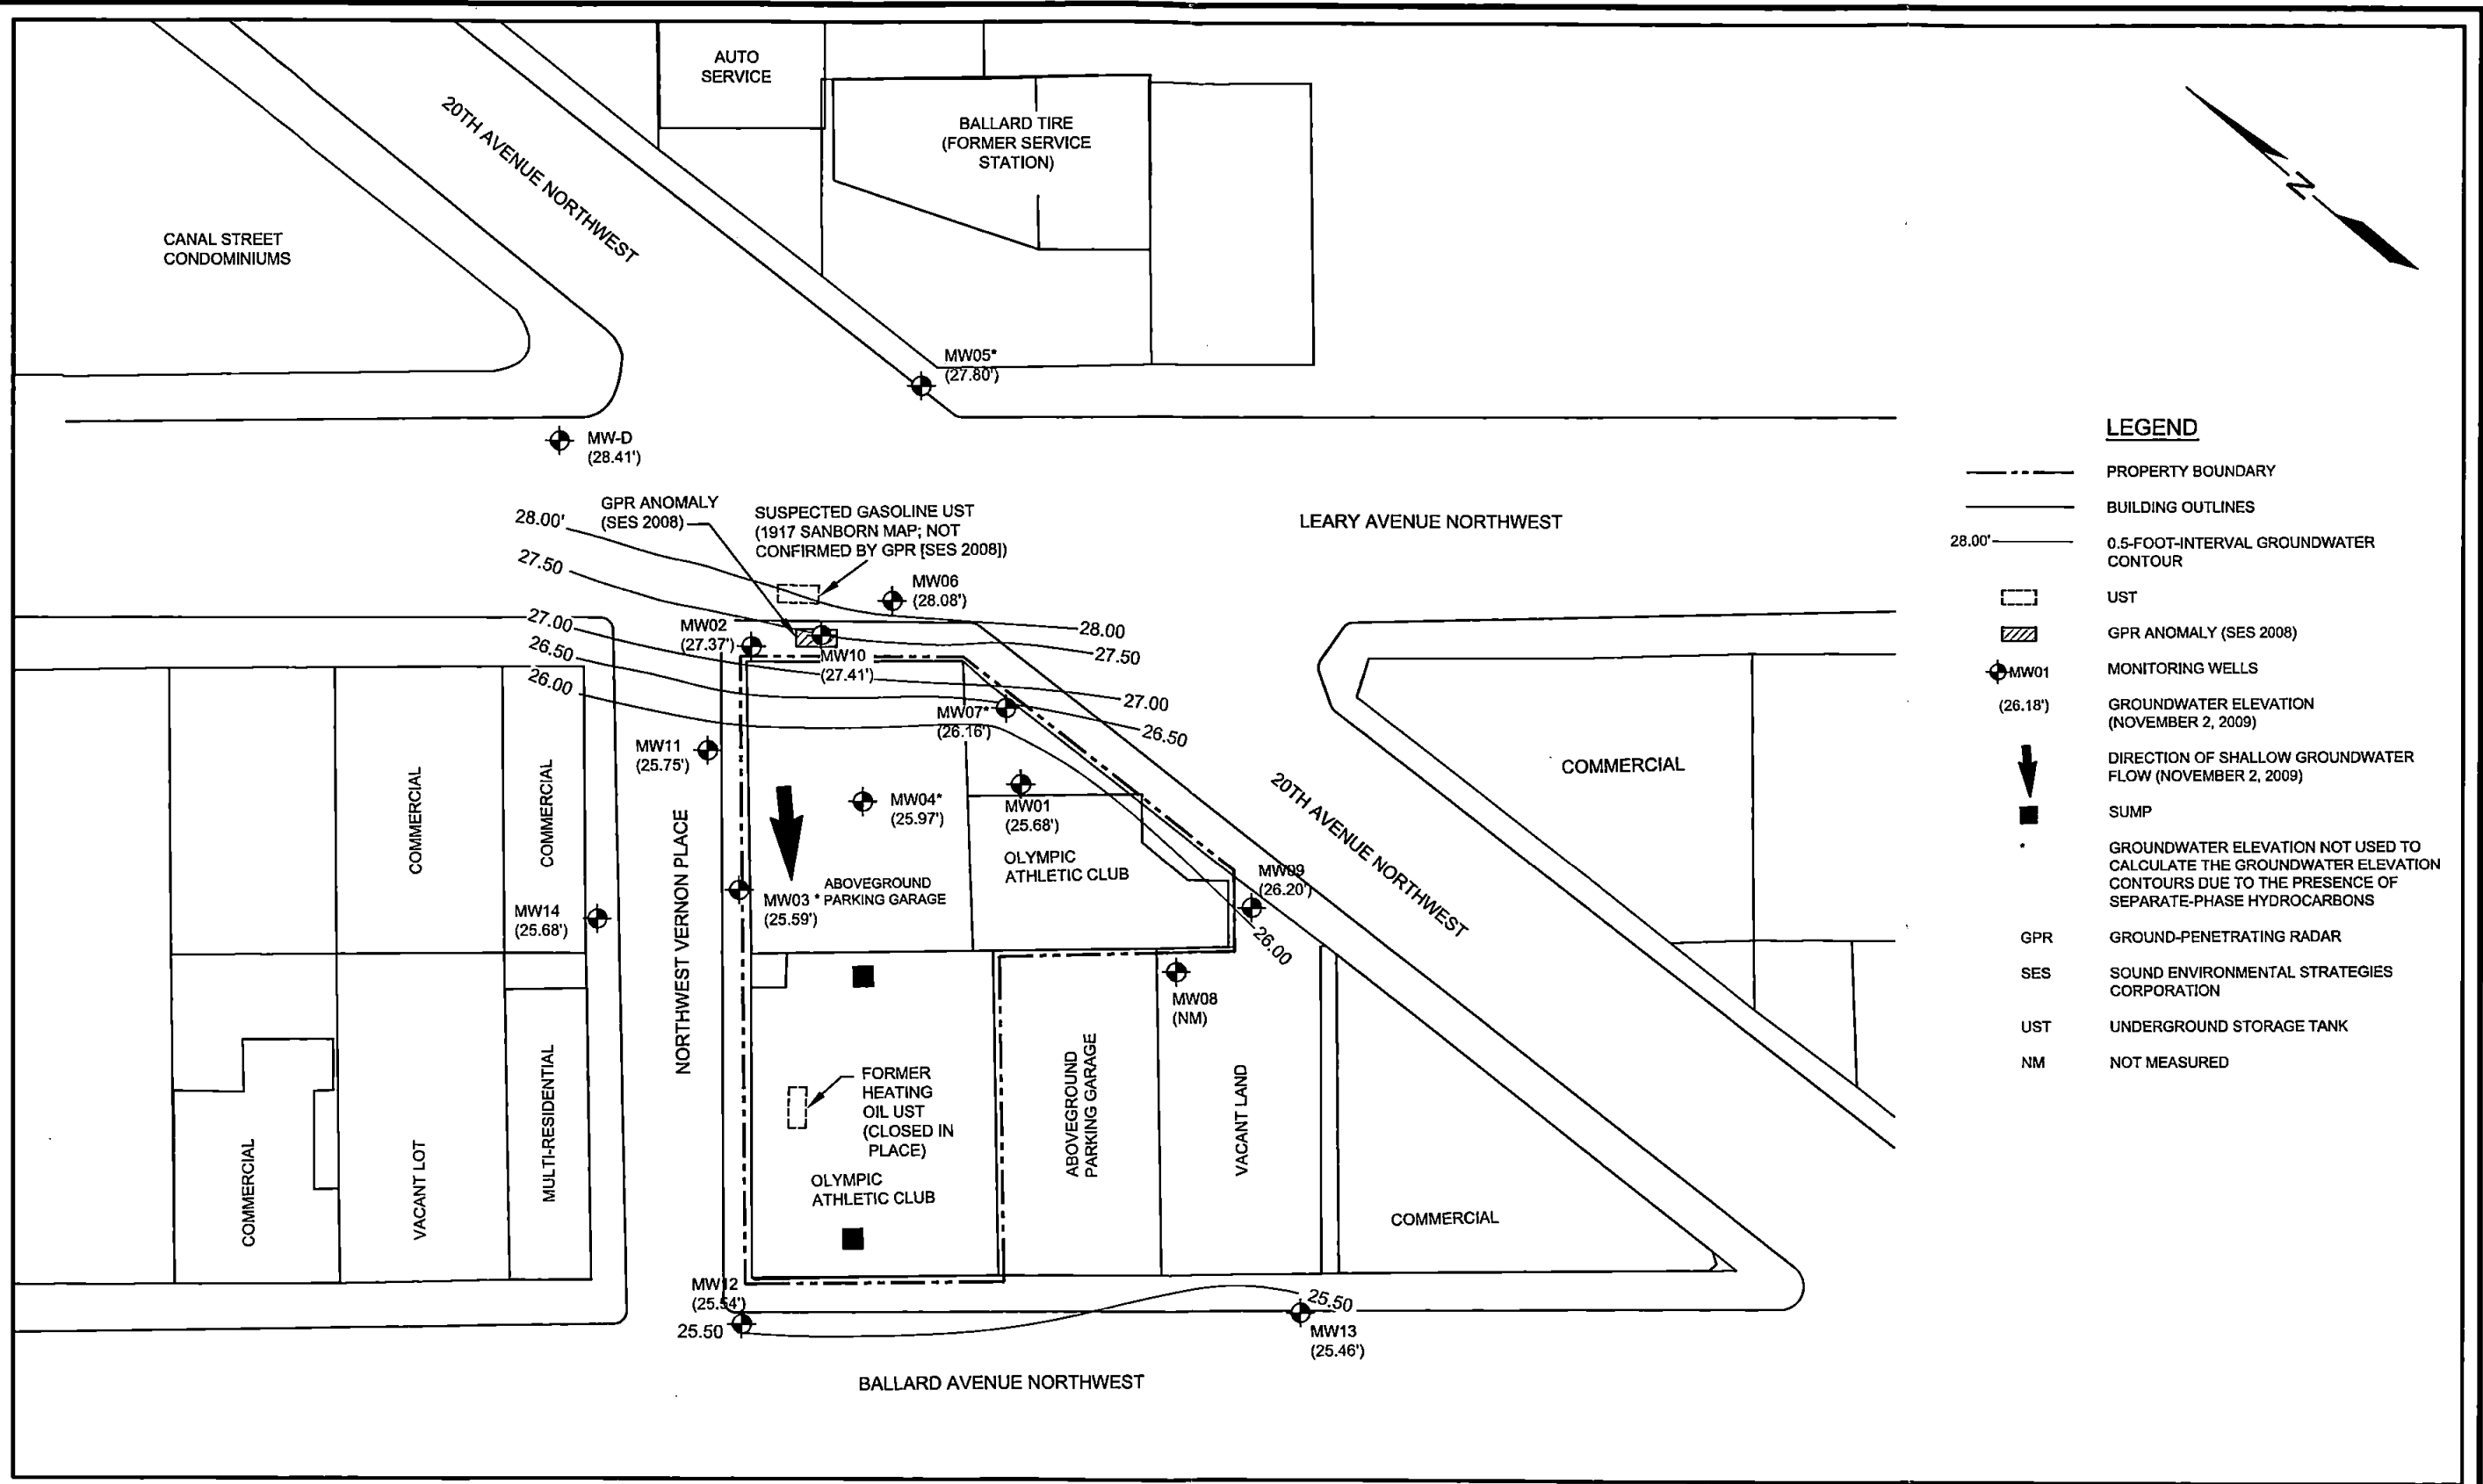 AUTO
SERVICE
20TH AVENUE NORTHWEST
BALLARD TIRE
(FORMER SERVICE
STATION)
N
CANAL STREET
CONDOMINIUMS
MW05*
(27.80')
MW-D
(28.41')
GPR ANOMALY
(SES 2008)
SUSPECTED GASOLINE UST
(1917 SANBORN MAP; NOT
CONFIRMED BY GPR [SES 2008])
LEARY AVENUE NORTHWEST
28.00'
27.50
27.00
26.50
26.00
MW06
(28.08')
MW02
(27.37')
MW10
(27.41')
28.00
27.50
27.00
26.50
MW07*
(26.16')
MW11
(25.75')
MW04*
(25.97')
MW01
(25.68')
OLYMPIC
ATHLETIC CLUB
20TH AVENUE NORTHWEST
COMMERCIAL
COMMERCIAL
COMMERCIAL
NORTHWEST VERNON PLACE
MW03 *
(25.59')
ABOVEGROUND
PARKING GARAGE
MW09
(26.20')
26.00
MW14
(25.68')
MW08
(NM)
FORMER
HEATING
OIL UST
(CLOSED IN
PLACE)
OLYMPIC
ATHLETIC CLUB
ABOVEGROUND
PARKING GARAGE
VACANT LAND
COMMERCIAL
COMMERCIAL
VACANT LOT
MULTI-RESIDENTIAL
MW12
(25.54')
25.50
25.50
MW13
(25.46')
BALLARD AVENUE NORTHWEST
LEGEND
PROPERTY BOUNDARY
BUILDING OUTLINES
28.00'
0.5-FOOT-INTERVAL GROUNDWATER
CONTOUR
UST
GPR ANOMALY (SES 2008)
MW01
MONITORING WELLS
(26.18')
GROUNDWATER ELEVATION
(NOVEMBER 2, 2009)
DIRECTION OF SHALLOW GROUNDWATER
FLOW (NOVEMBER 2, 2009)
SUMP
*
GROUNDWATER ELEVATION NOT USED TO
CALCULATE THE GROUNDWATER ELEVATION
CONTOURS DUE TO THE PRESENCE OF
SEPARATE-PHASE HYDROCARBONS
GPR
GROUND-PENETRATING RADAR
SES
SOUND ENVIRONMENTAL STRATEGIES
CORPORATION
UST
UNDERGROUND STORAGE TANK
NM
NOT MEASURED